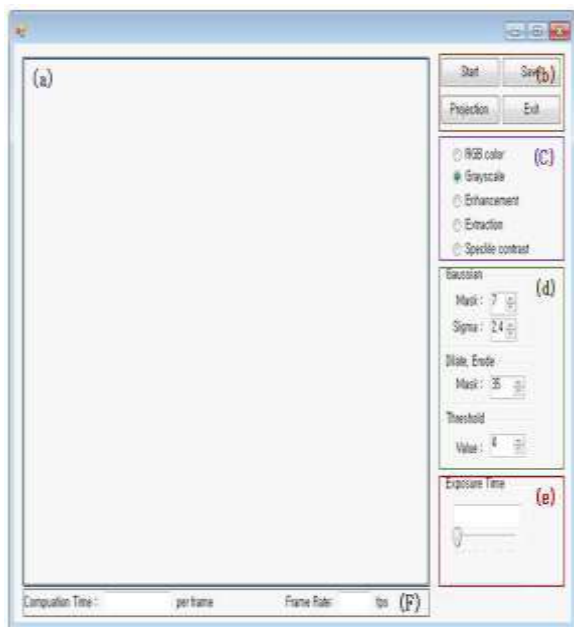 (a)
Start Save (b)
Projection Exit
RGB color (C)
Grayscale
Enhancement
Extraction
Speckle contrast
Gaussian
(d)
Mask : 7
Sigma : 2.4
Dilate, Erode
Mask : 35
Threshold
Value : 4
Exposure Time
(e)
Compuation Time : per frame Frame Rate: fps (F)